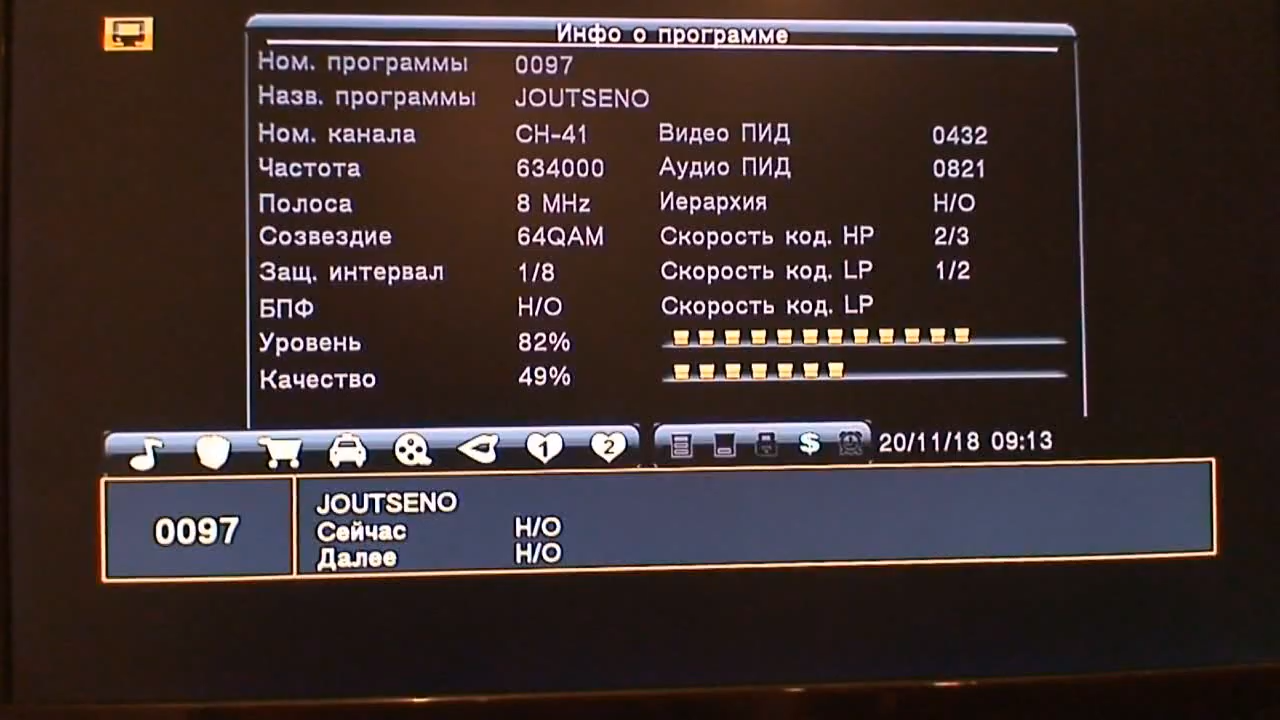 Инфо о программе
Ном. программы 0097
Назв. программы JOUTSENO
Ном. канала CH-41 Видео ПИД 0432
Частота 634000 Аудио ПИД 0821
Полоса 8 MHz Иерархия Н/О
Созвездие 64QAM Скорость код. HP 2/3
Защ. интервал 1/8 Скорость код. LP 1/2
БПФ Н/О Скорость код. LP
Уровень 82%
Качество 49%
1 2 $ 20/11/18 09:13
0097 JOUTSENO
Сейчас Н/О
Далее Н/О